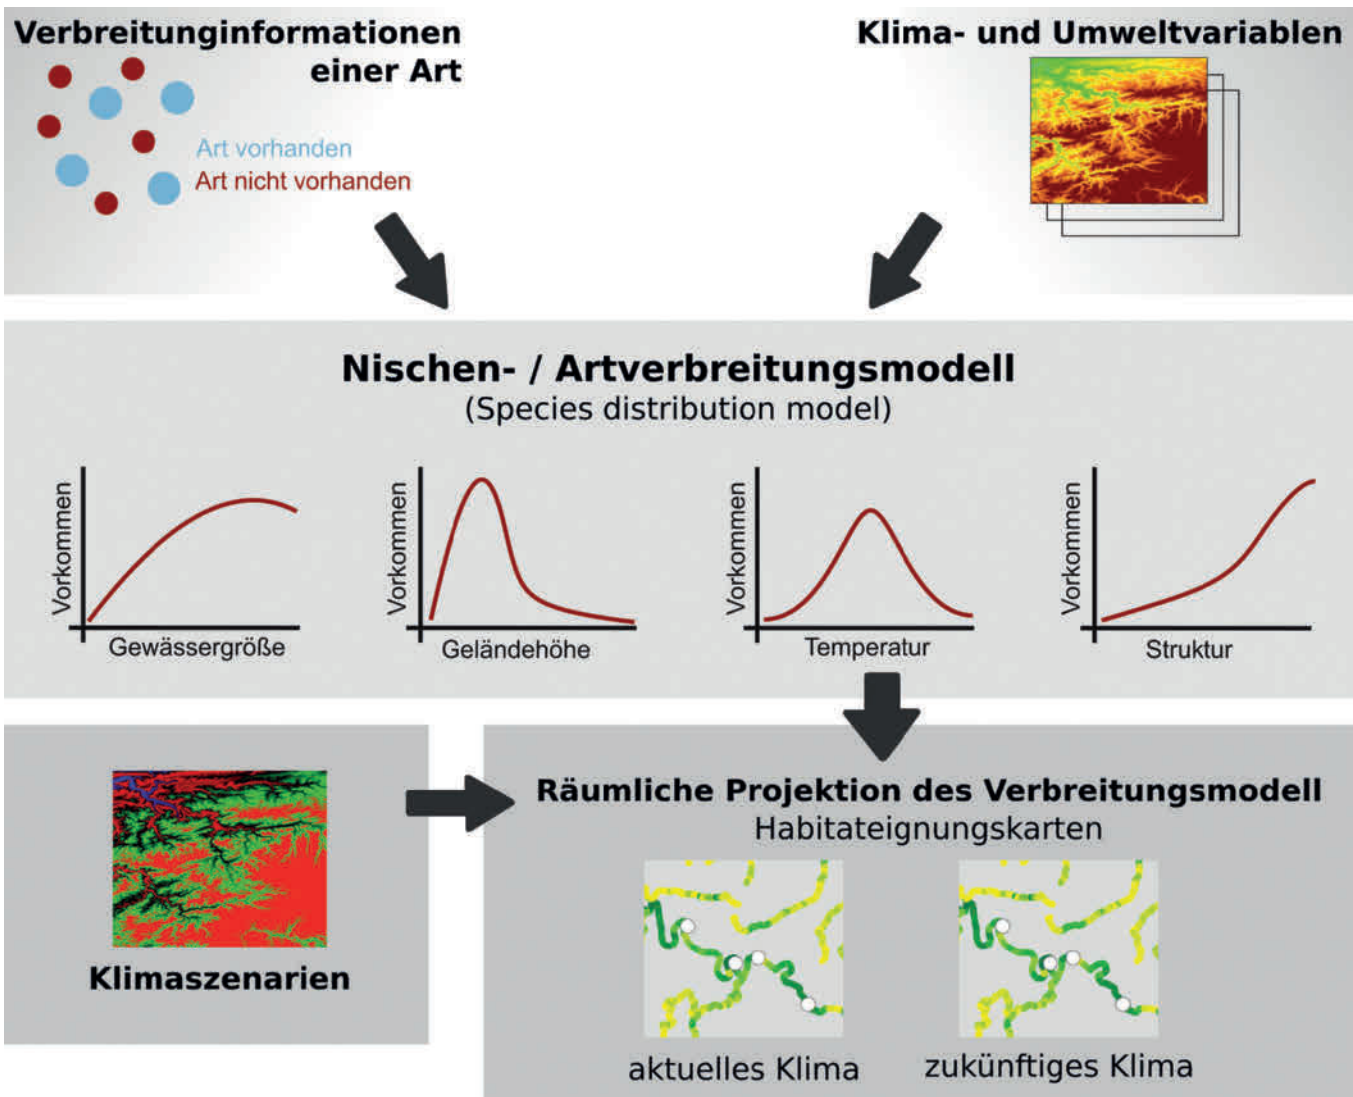 Verbreitunginformationen
einer Art
Art vorhanden
Art nicht vorhanden
Klima- und Umweltvariablen
Nischen- / Artverbreitungsmodell
(Species distribution model)
Vorkommen
Gewässergröße
Vorkommen
Geländehöhe
Vorkommen
Temperatur
Vorkommen
Struktur
Klimaszenarien
Räumliche Projektion des Verbreitungsmodell
Habitateignungskarten
aktuelles Klima
zukünftiges Klima